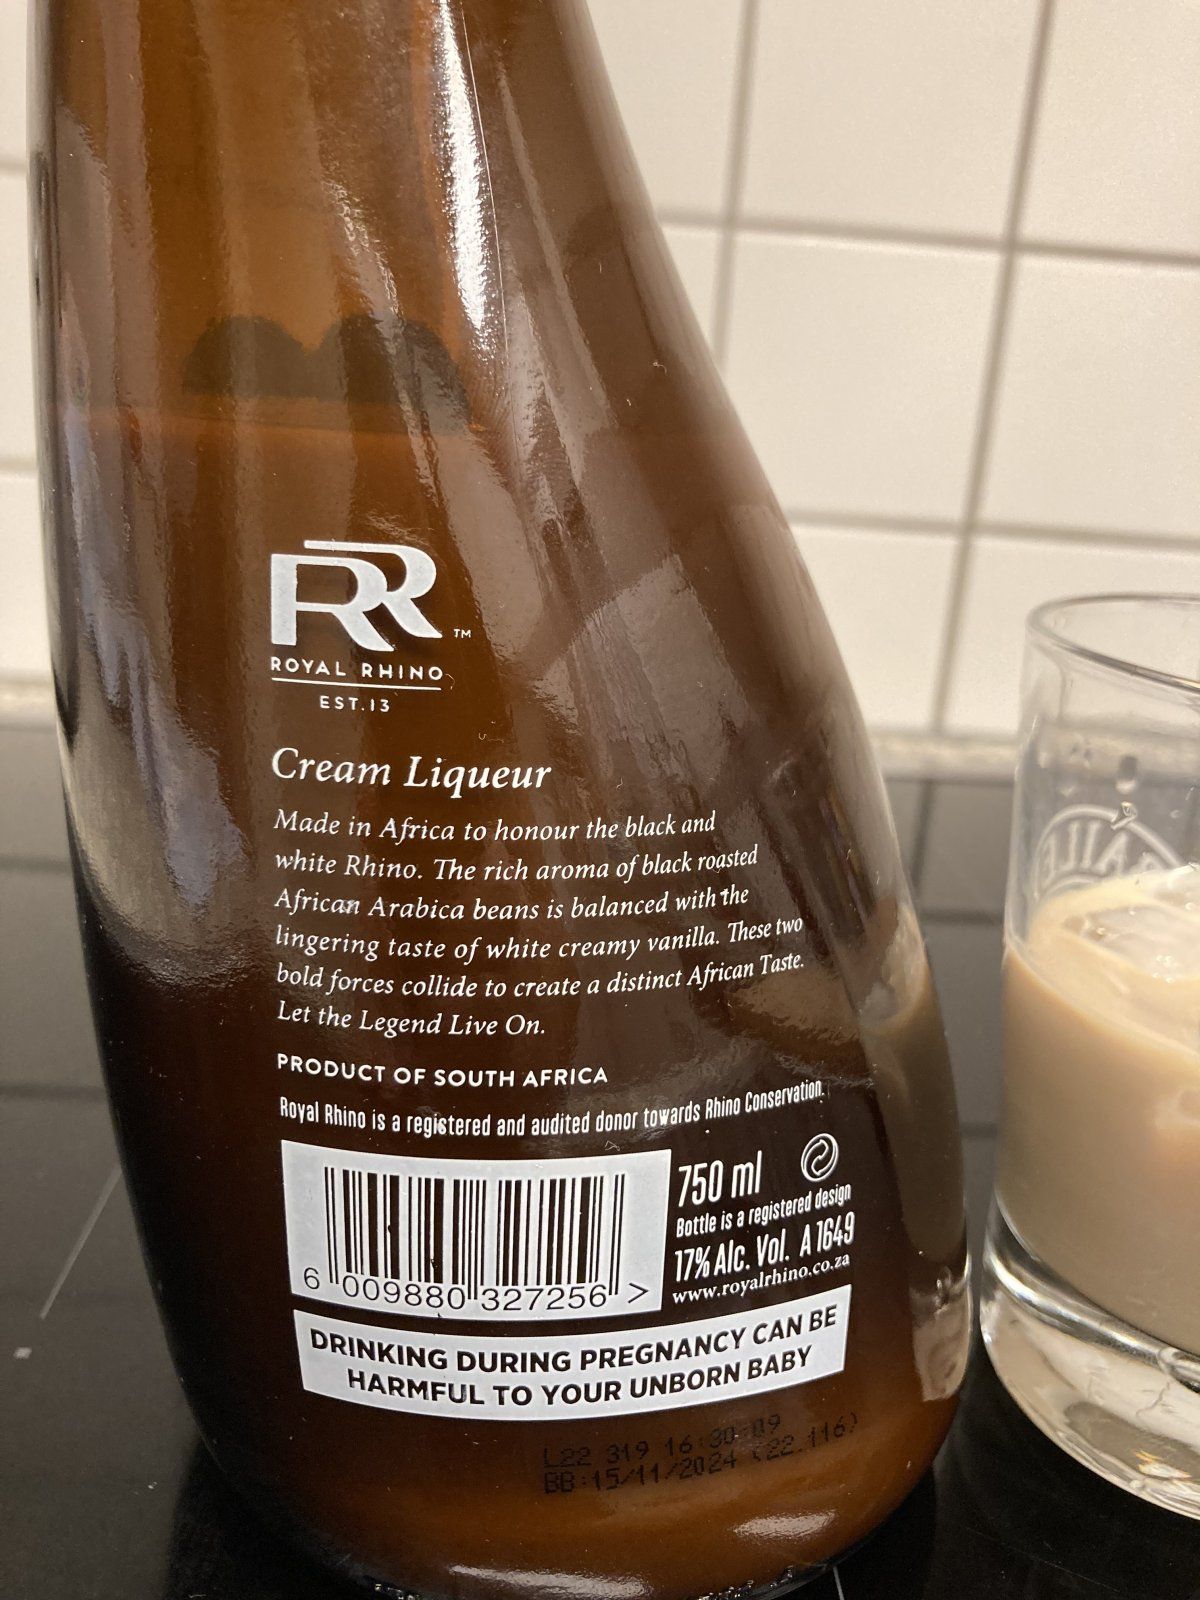 RR™
ROYAL RHINO
EST.13
Cream Liqueur
Made in Africa to honour the black and
white Rhino. The rich aroma of black roasted
African Arabica beans is balanced with the
lingering taste of white creamy vanilla. These two
bold forces collide to create a distinct African Taste.
Let the Legend Live On.
PRODUCT OF SOUTH AFRICA
Royal Rhino is a registered and audited donor towards Rhino Conservation.
750 ml
Bottle is a registered design
17% Alc. Vol. A 1649
www.royalrhino.co.za
6 009880 327256 >
DRINKING DURING PREGNANCY CAN BE
HARMFUL TO YOUR UNBORN BABY
L22 319 16:30:09
BB:15/11/2024 (22.116)